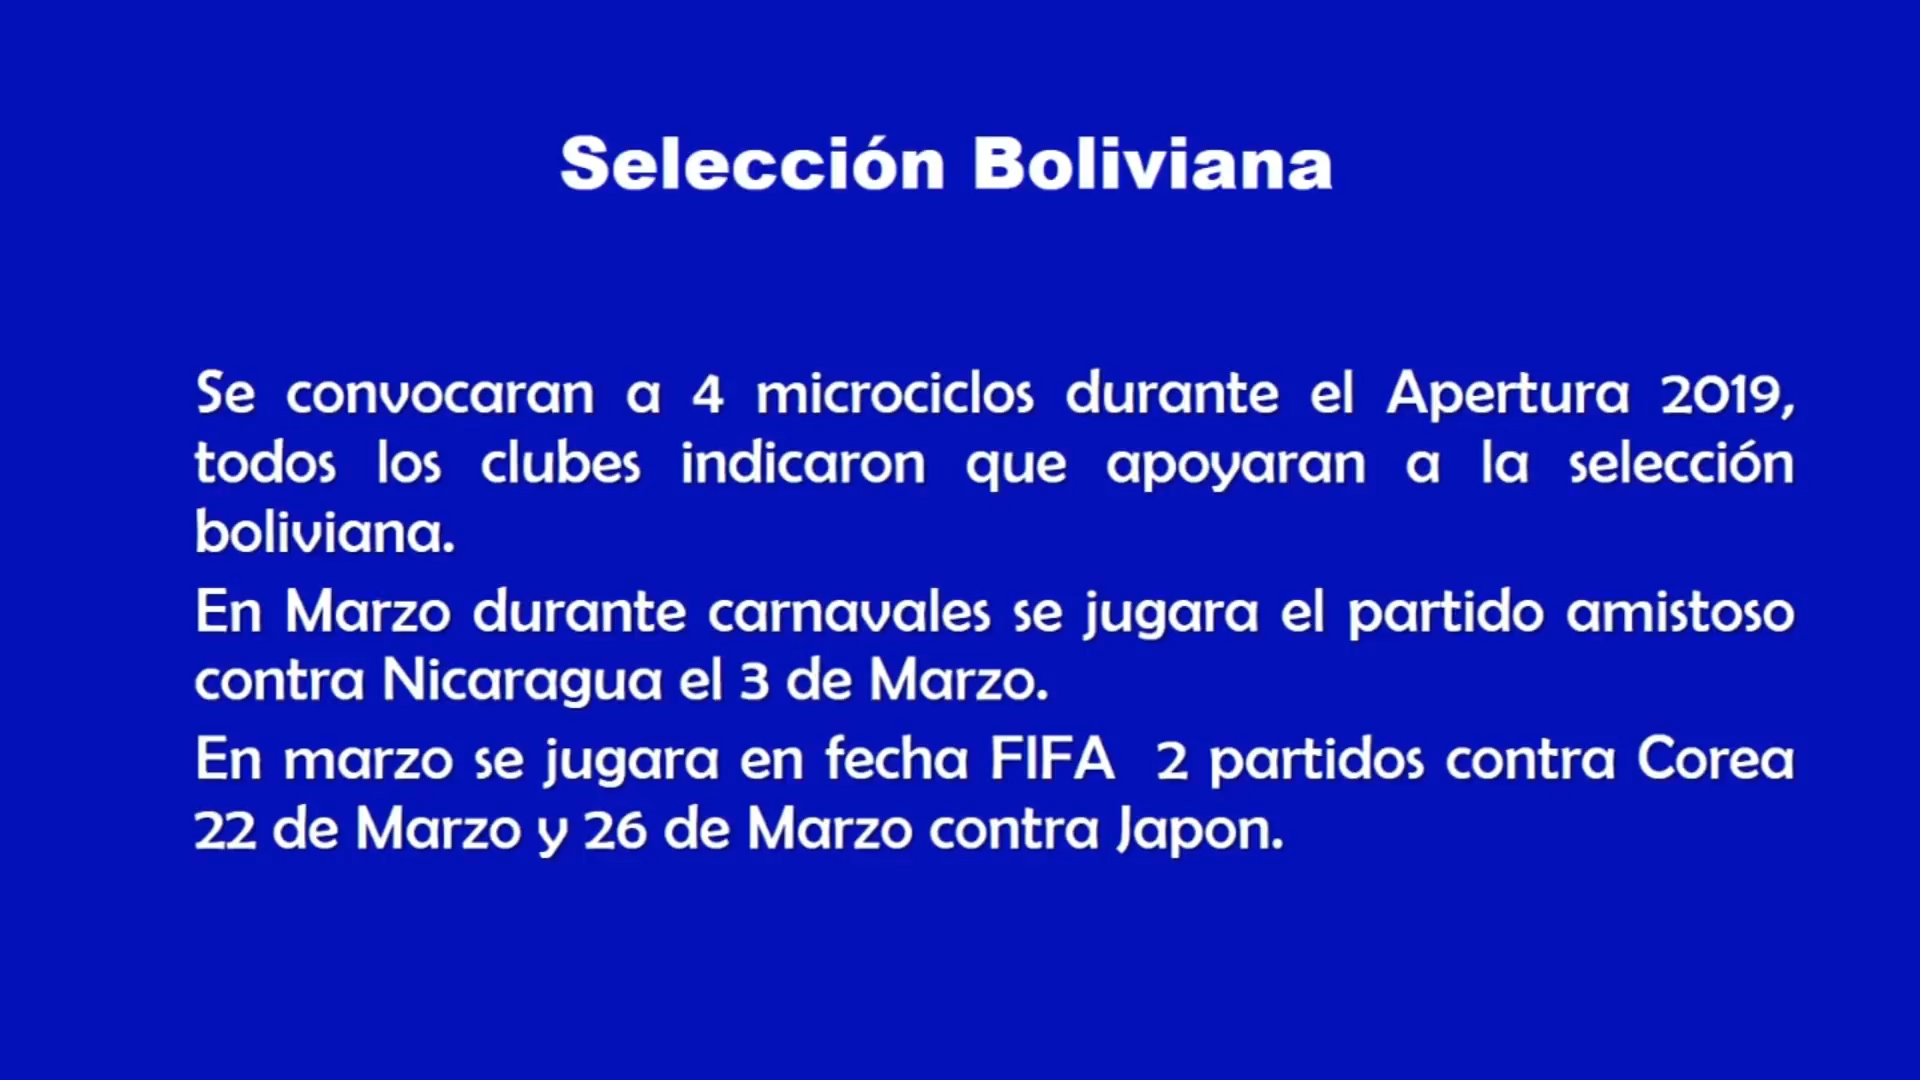 Selección Boliviana
Se convocaran a 4 microciclos durante el Apertura 2019,
todos los clubes indicaron que apoyaran a la selección
boliviana.
En Marzo durante carnavales se jugara el partido amistoso
contra Nicaragua el 3 de Marzo.
En marzo se jugara en fecha FIFA 2 partidos contra Corea
22 de Marzo y 26 de Marzo contra Japon.